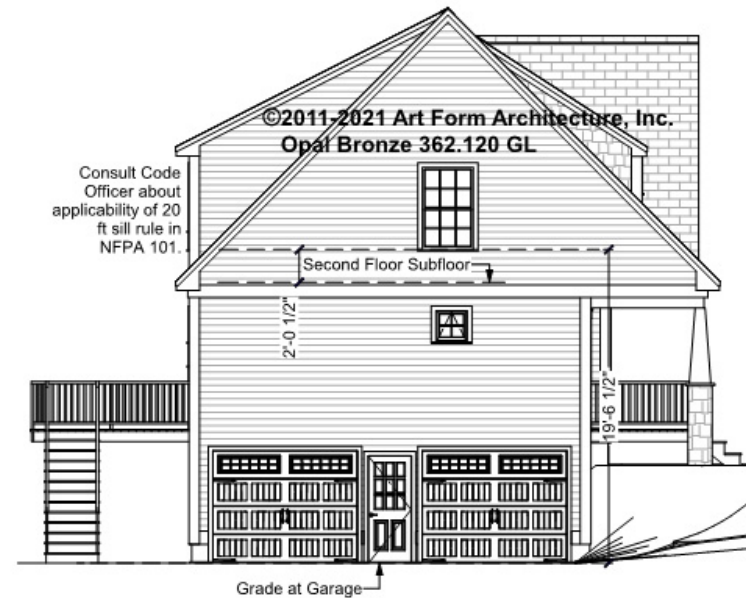 ©2011-2021 Art Form Architecture, Inc.
Opal Bronze 362.120 GL
Consult Code
Officer about
applicability of 20
ft sill rule in
NFPA 101.
Second Floor Subfloor
2'-0 1/2"
19'-6 1/2"
Grade at Garage